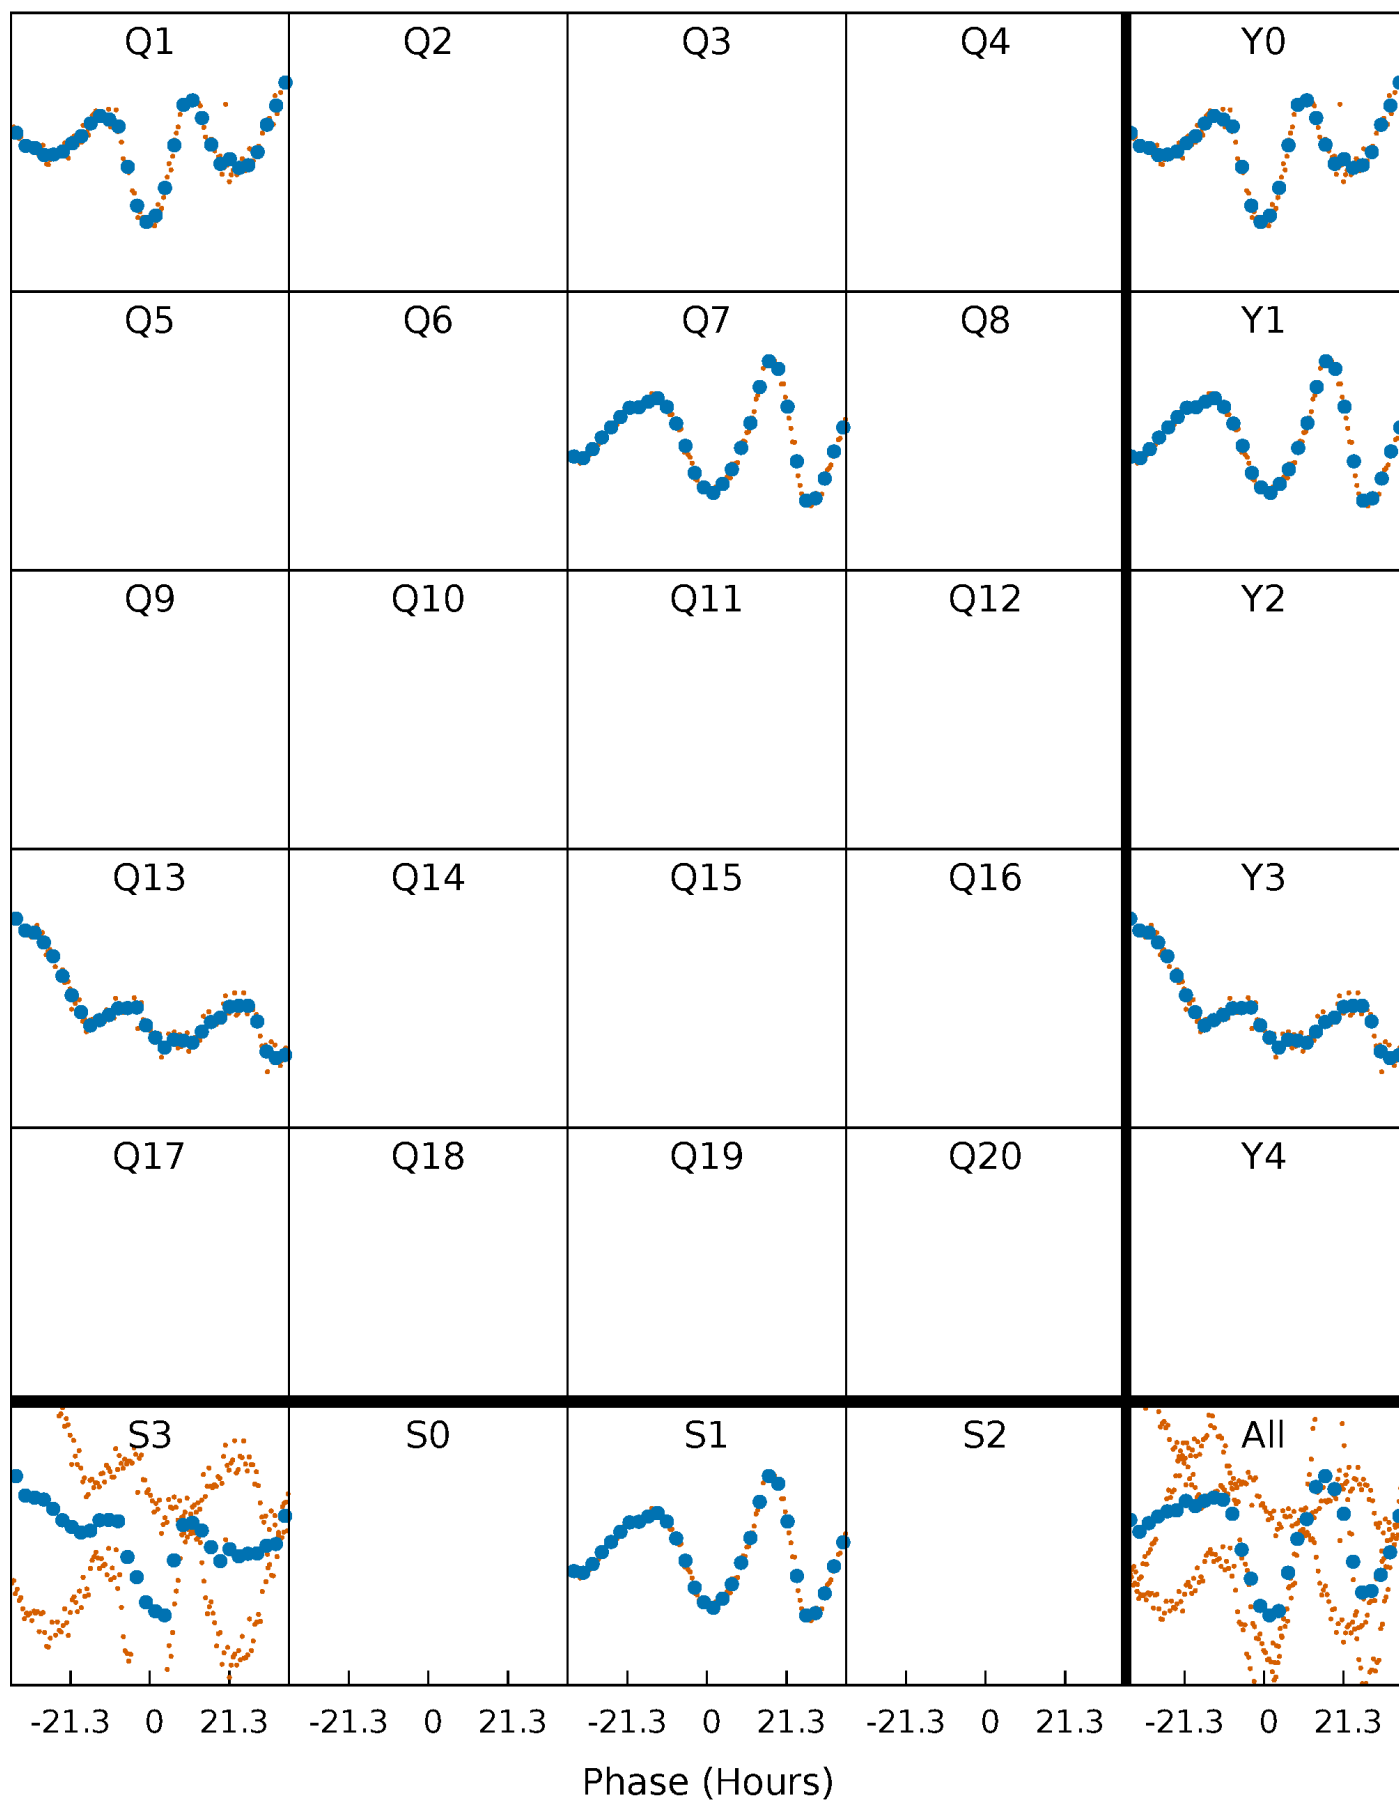 Q1 Q2 Q3 Q4 Y0
Q5 Q6 Q7 Q8 Y1
Q9 Q10 Q11 Q12 Y2
Q13 Q14 Q15 Q16 Y3
Q17 Q18 Q19 Q20 Y4
S3 S0 S1 S2 All
-21.3 0 21.3 -21.3 0 21.3 -21.3 0 21.3 -21.3 0 21.3 -21.3 0 21.3
Phase (Hours)